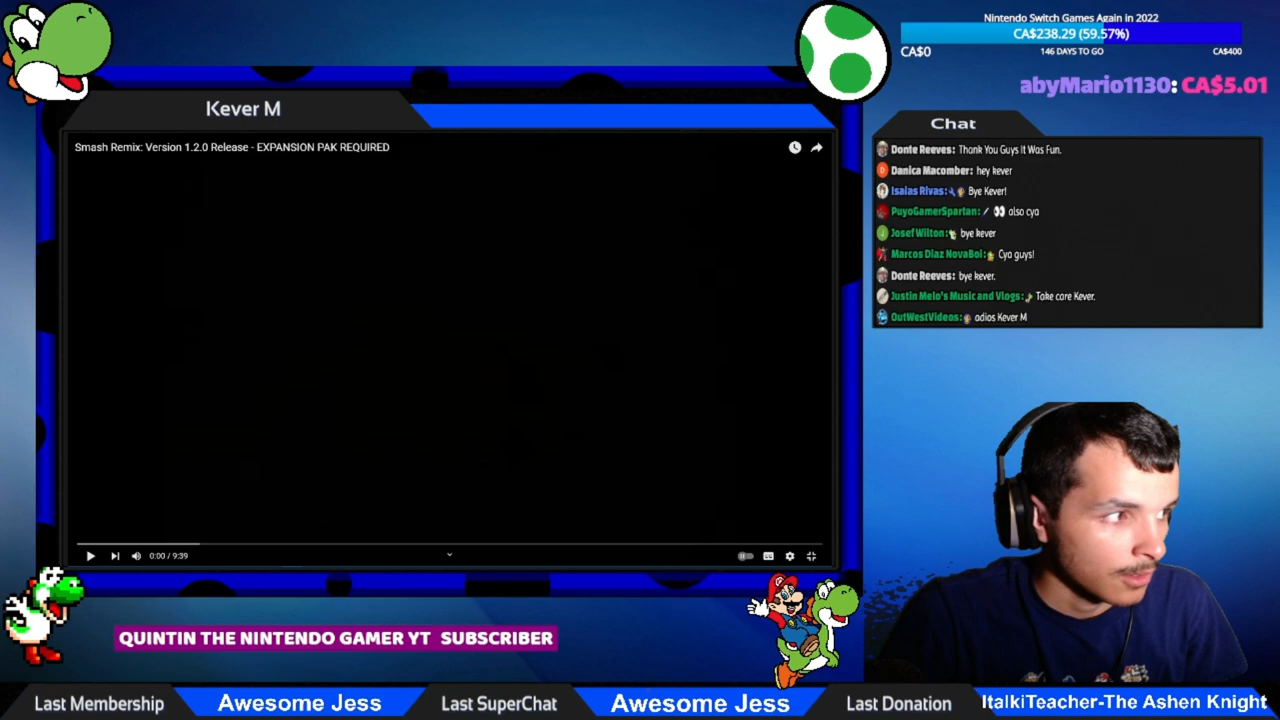 Nintendo Switch Games Again in 2022
CA$238.29 (59.57%)
CA$0
146 DAYS TO GO
CA$400
abyMario1130: CA$5.01
Kever M
Smash Remix: Version 1.2.0 Release - EXPANSION PAK REQUIRED
0:00 / 9:39
Chat
Donte Reeves: Thank You Guys It Was Fun.
Danica Macomber: hey kever
Isaias Rivas: Bye Kever!
PuyoGamerSpartan: also cya
Josef Wilton: bye kever
Marcos Diaz NovaBoi: Cya guys!
Donte Reeves: bye kever.
Justin Melo's Music and Vlogs: Take care Kever.
OutWestVideos: adios Kever M
QUINTIN THE NINTENDO GAMER YT SUBSCRIBER
Last Membership
Awesome Jess
Last SuperChat
Awesome Jess
Last Donation
ItalkiTeacher-The Ashen Knight